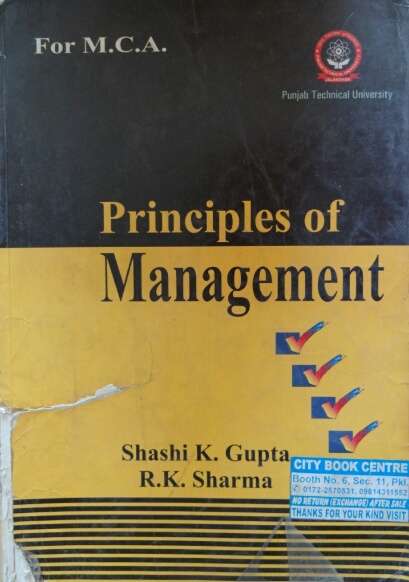 For M.C.A.
Punjab Technical University
Principles of
Management
Shashi K. Gupta
R.K. Sharma
CITY BOOK CENTRE
Booth No. 6, Sec. 11, Pkl.
0172-2570531, 09814311552
NO RETURN (EXCHANGE) AFTER SALE
THANKS FOR YOUR KIND VISIT